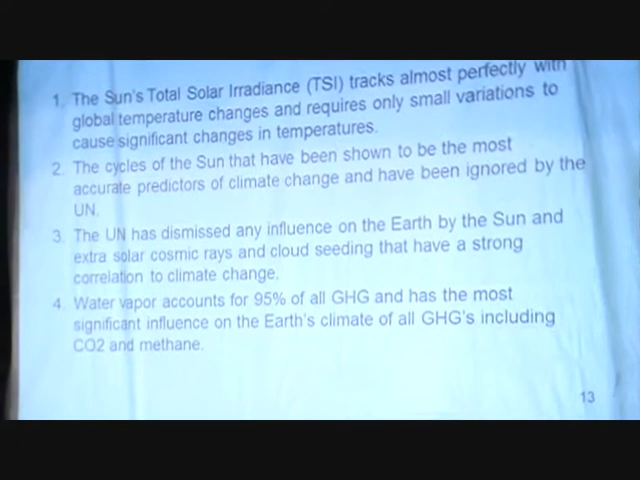 1. The Sun's Total Solar Irradiance (TSI) tracks almost perfectly with
global temperature changes and requires only small variations to
cause significant changes in temperatures.
2. The cycles of the Sun that have been shown to be the most
accurate predictors of climate change and have been ignored by the
UN.
3. The UN has dismissed any influence on the Earth by the Sun and
extra solar cosmic rays and cloud seeding that have a strong
correlation to climate change.
4. Water vapor accounts for 95% of all GHG and has the most
significant influence on the Earth's climate of all GHG's including
CO2 and methane.
13